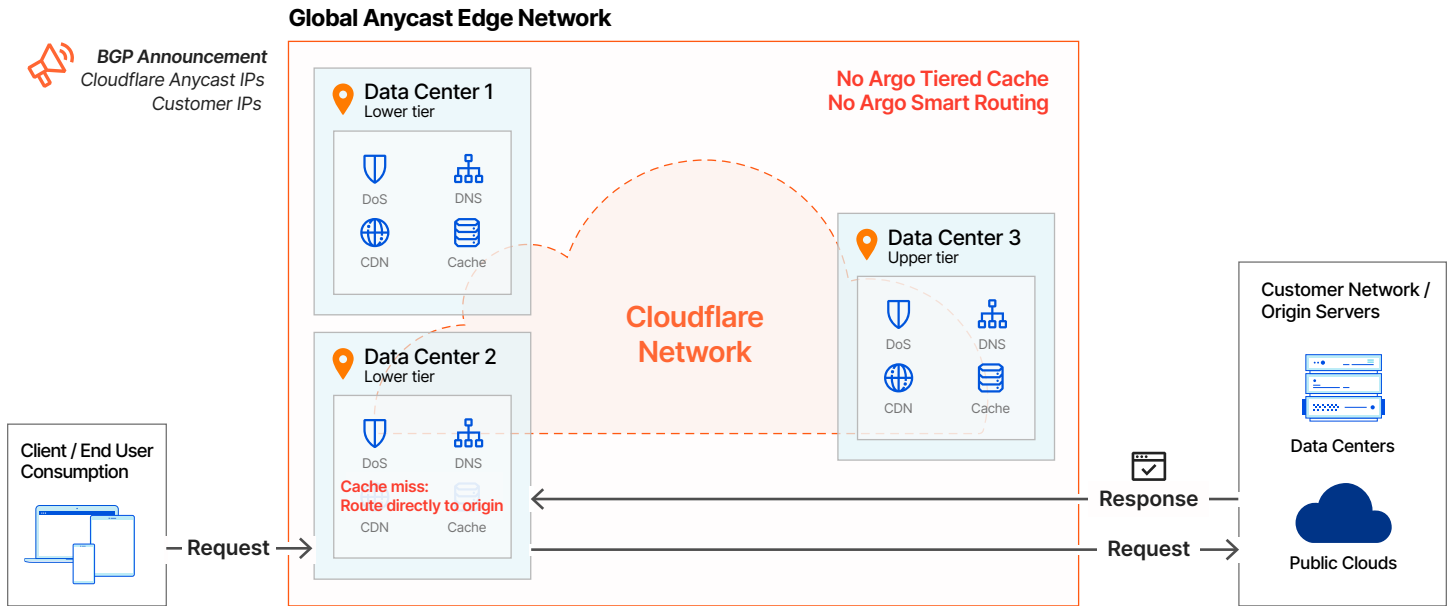 Global Anycast Edge Network
BGP Announcement
Cloudflare Anycast IPs
Customer IPs
No Argo Tiered Cache
No Argo Smart Routing
Data Center 1
Lower tier
DoS
DNS
CDN
Cache
Data Center 2
Lower tier
DoS
DNS
Cache miss:
Route directly to origin
CDN
Cache
Cloudflare
Network
Data Center 3
Upper tier
DoS
DNS
CDN
Cache
Client / End User
Consumption
Request
Response
Request
Customer Network /
Origin Servers
Data Centers
Public Clouds